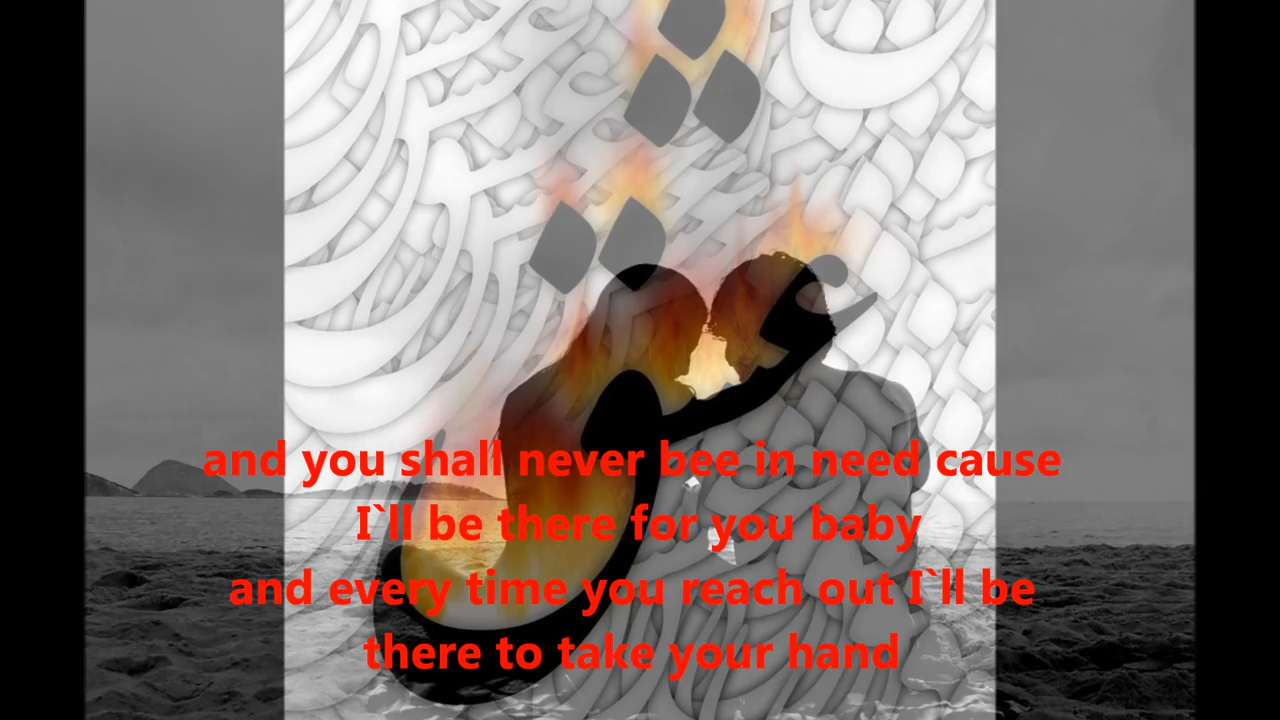 عشق
and you shall never bee in need cause
I`ll be there for you baby
and every time you reach out I`ll be
there to take your hand